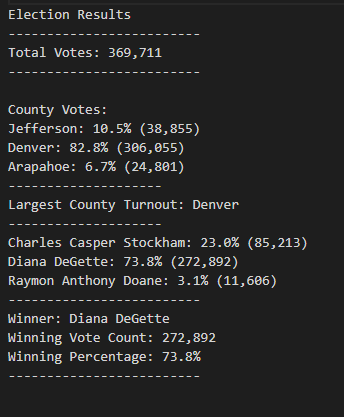 Election Results
-------------------------
Total Votes: 369,711
-------------------------
County Votes:
Jefferson: 10.5% (38,855)
Denver: 82.8% (306,055)
Arapahoe: 6.7% (24,801)
--------------------
Largest County Turnout: Denver
--------------------
Charles Casper Stockham: 23.0% (85,213)
Diana DeGette: 73.8% (272,892)
Raymon Anthony Doane: 3.1% (11,606)
-------------------------
Winner: Diana DeGette
Winning Vote Count: 272,892
Winning Percentage: 73.8%
-------------------------